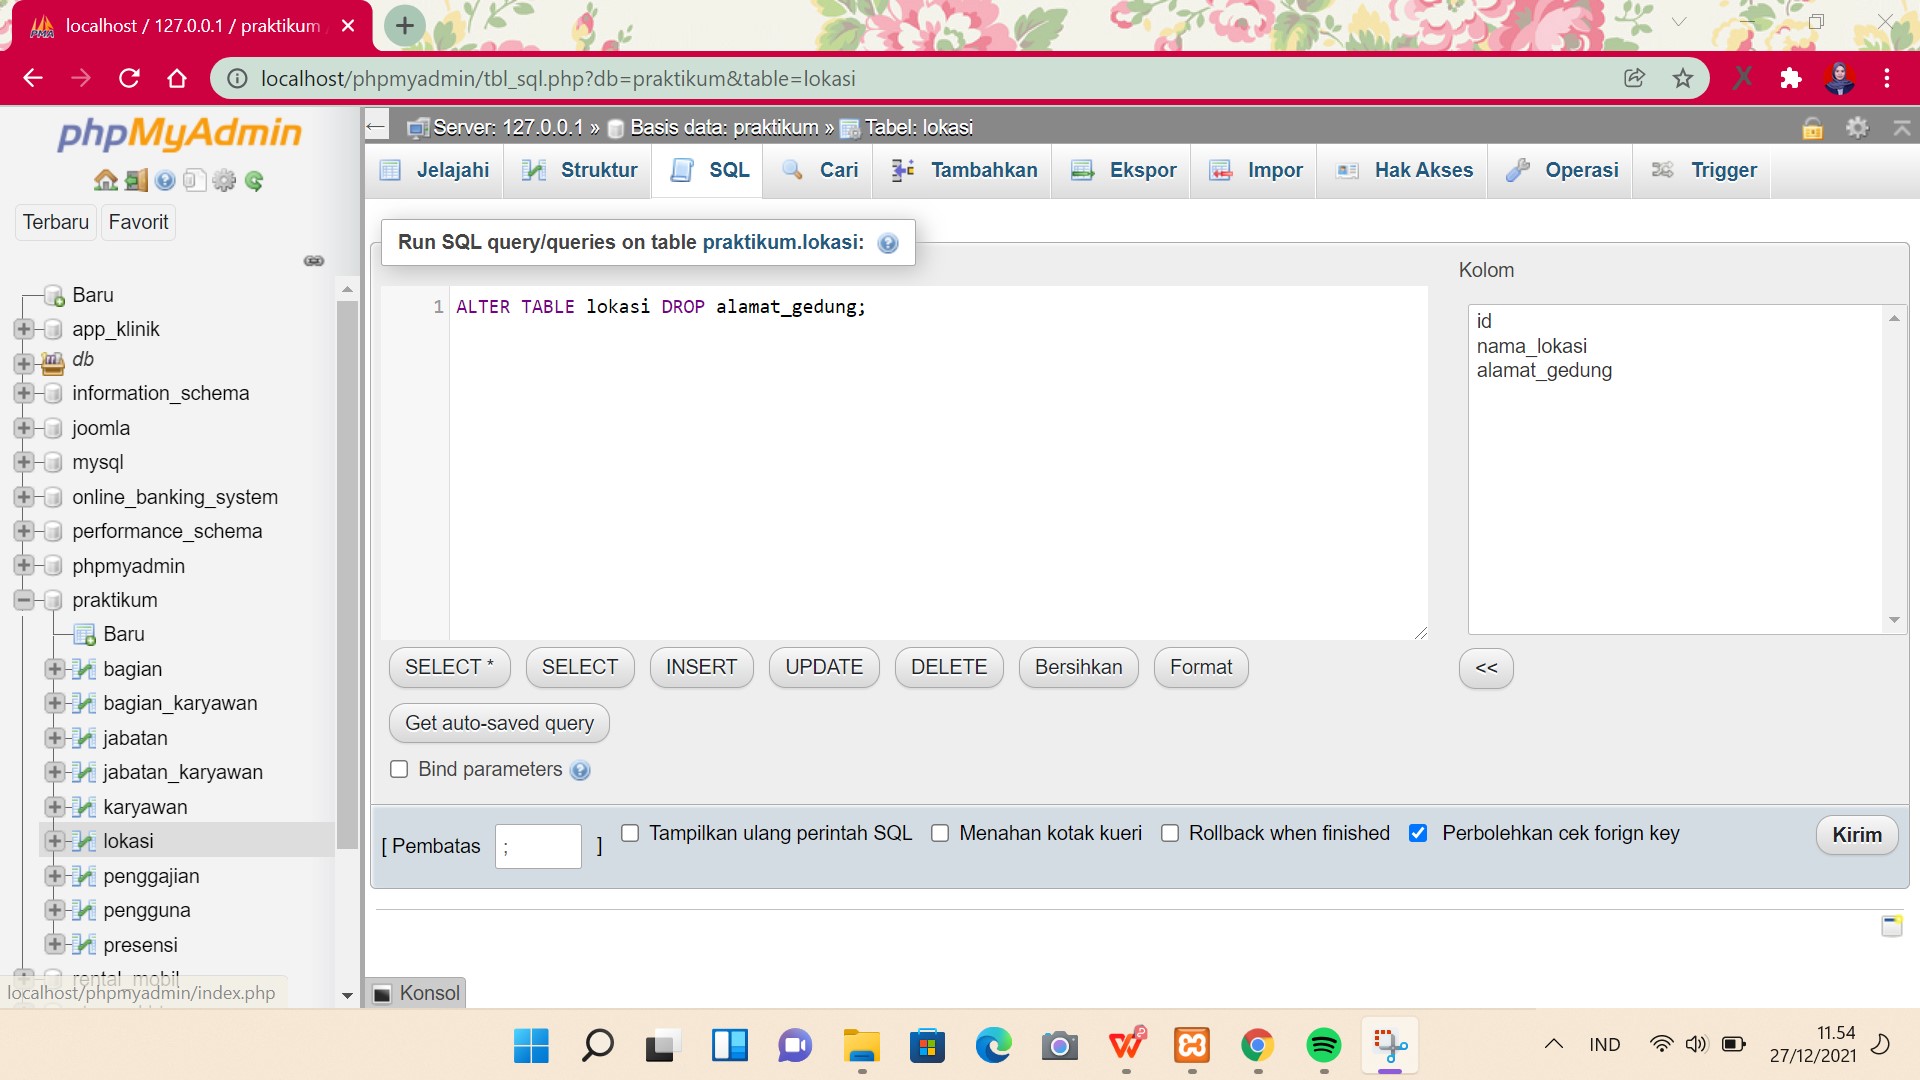 localhost / 127.0.0.1 / praktikum
localhost/phpmyadmin/tbl_sql.php?db=praktikum&table=lokasi
phpMyAdmin
Terbaru
Favorit
Baru
app_klinik
db
information_schema
joomla
mysql
online_banking_system
performance_schema
phpmyadmin
praktikum
Baru
bagian
bagian_karyawan
jabatan
jabatan_karyawan
karyawan
lokasi
penggajian
pengguna
presensi
rental_mobil
localhost/phpmyadmin/index.php
Server: 127.0.0.1 » Basis data: praktikum » Tabel: lokasi
Jelajahi
Struktur
SQL
Cari
Tambahkan
Ekspor
Impor
Hak Akses
Operasi
Trigger
Run SQL query/queries on table praktikum.lokasi:
1 ALTER TABLE lokasi DROP alamat_gedung;
Kolom
id
nama_lokasi
alamat_gedung
SELECT *
SELECT
INSERT
UPDATE
DELETE
Bersihkan
Format
<<
Get auto-saved query
Bind parameters
[ Pembatas ; ]
Tampilkan ulang perintah SQL
Menahan kotak kueri
Rollback when finished
Perbolehkan cek forign key
Kirim
Konsol
IND
11.54
27/12/2021